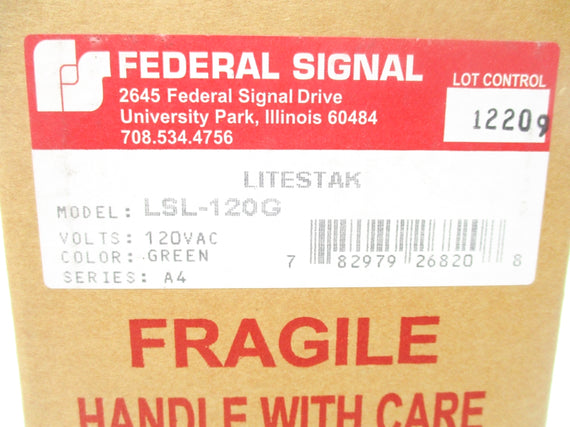 FEDERAL SIGNAL
2645 Federal Signal Drive
University Park, Illinois 60484
708.534.4756
LOT CONTROL
12209
LITESTAK
MODEL: LSL-120G
VOLTS: 120VAC
COLOR: GREEN
SERIES: A4
7 82979 26820 8
FRAGILE
HANDLE WITH CARE